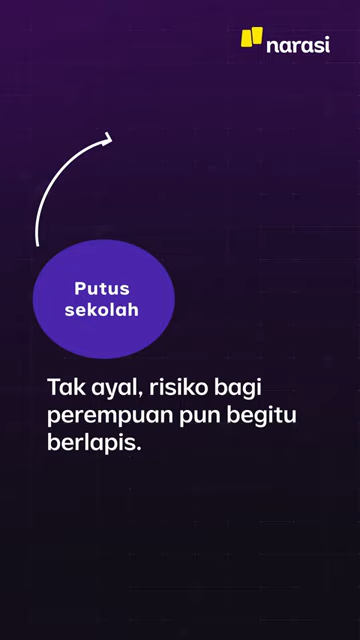 narasi
Putus
sekolah
Tak ayal, risiko bagi
perempuan pun begitu
berlapis.